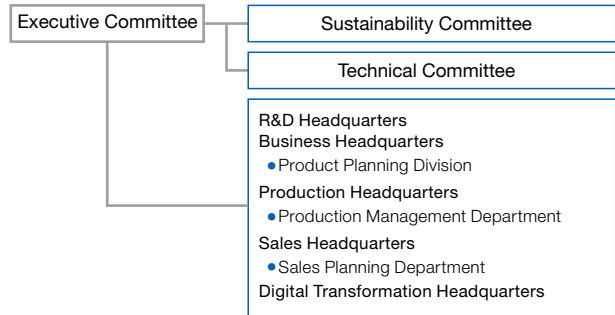 Executive Committee
Sustainability Committee
Technical Committee
R&D Headquarters
Business Headquarters
●Product Planning Division
Production Headquarters
●Production Management Department
Sales Headquarters
●Sales Planning Department
Digital Transformation Headquarters